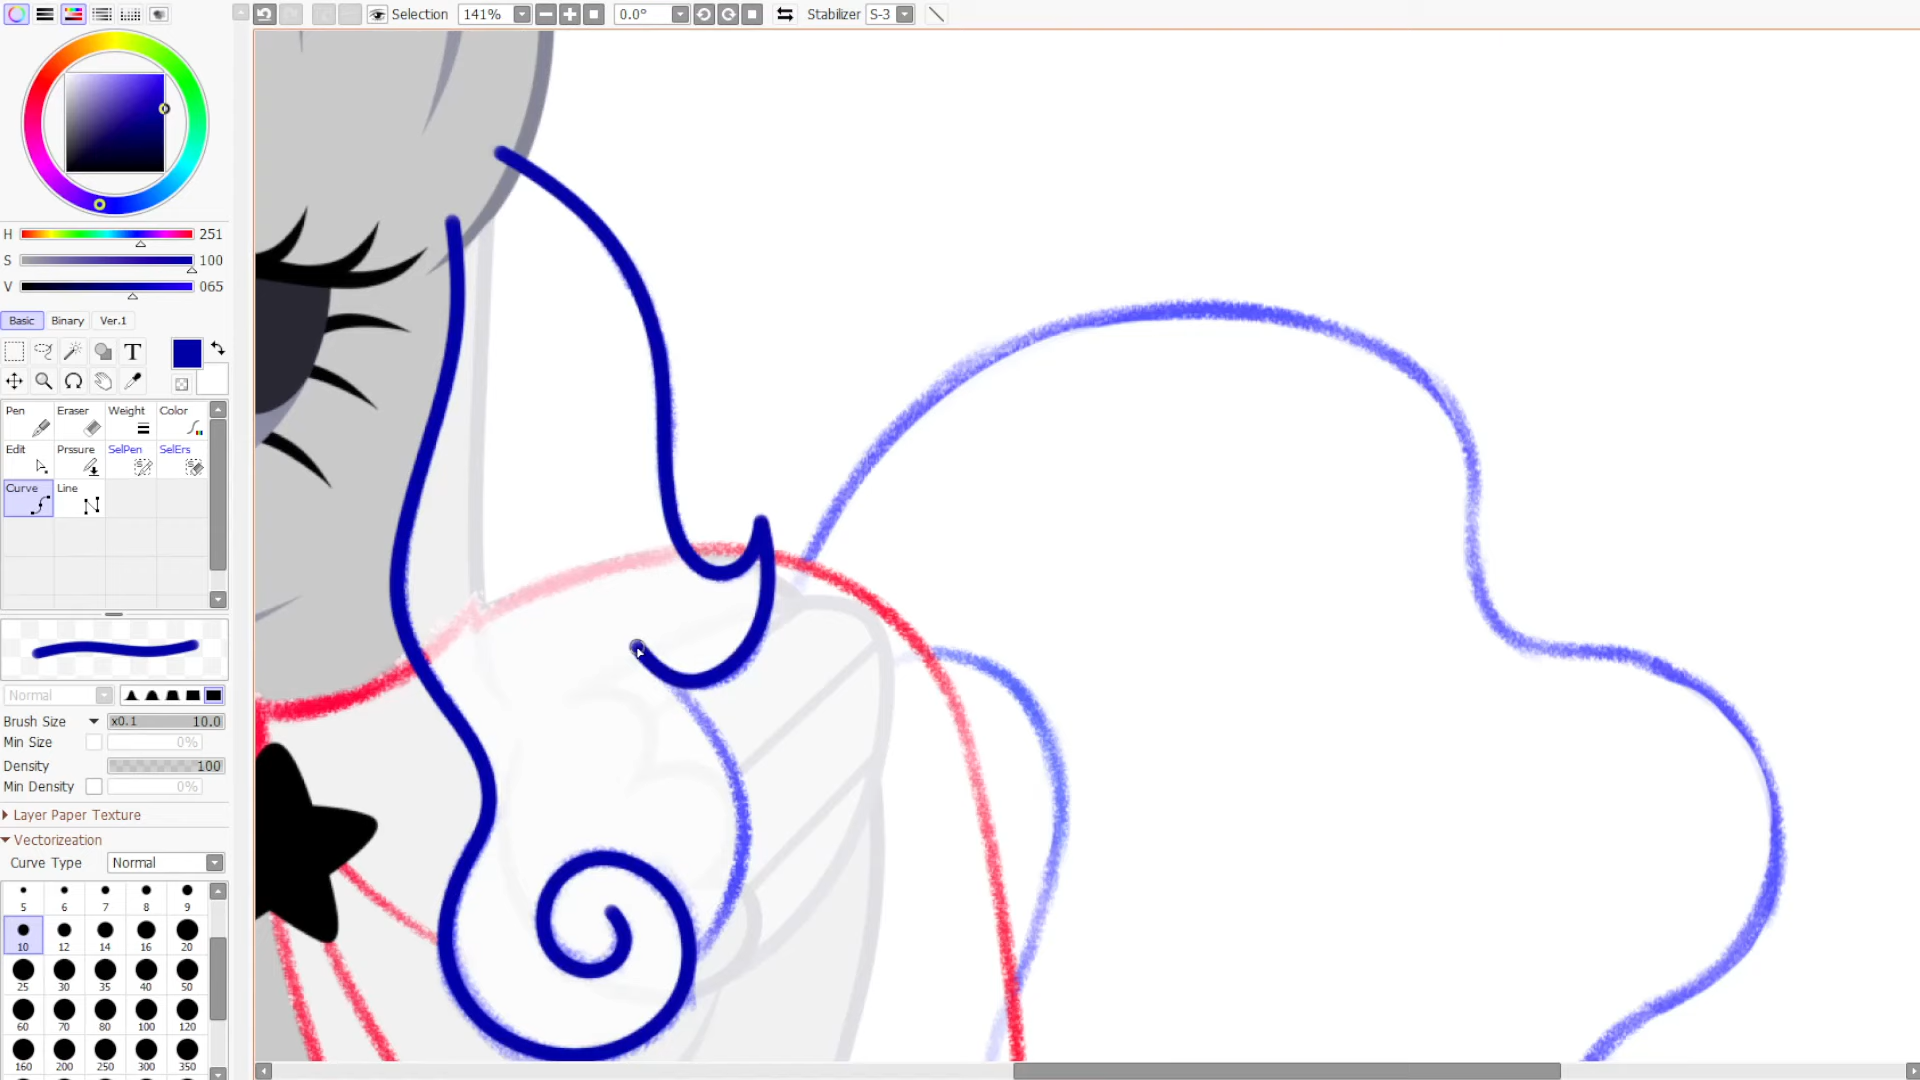 Selection 141% 0.0° Stabilizer S-3
H 251
S 100
V 065
Basic Binary Ver.1
T
Pen Eraser Weight Color
Edit Prssure SelPen SelErs
Curve Line
Normal
Brush Size x0.1 10.0
Min Size 0%
Density 100
Min Density 0%
Layer Paper Texture
Vectorizeation
Curve Type Normal
5 6 7 8 9
10 12 14 16 20
25 30 35 40 50
60 70 80 100 120
160 200 250 300 350